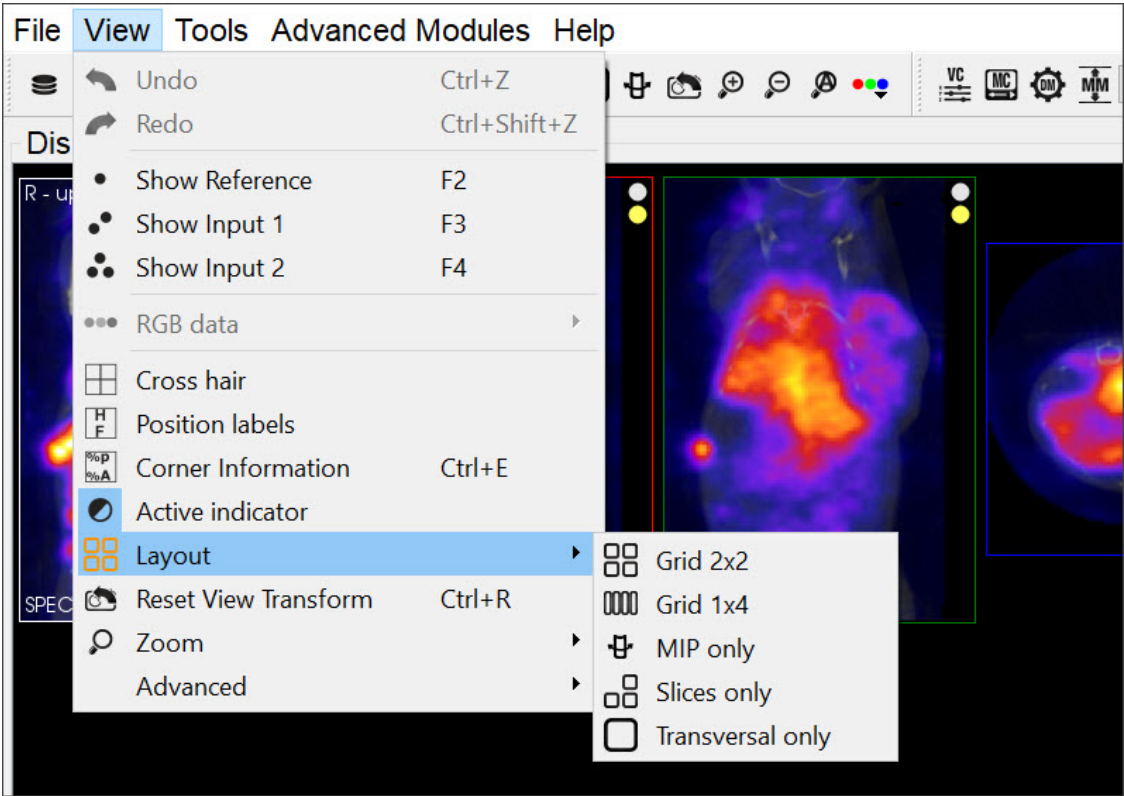 File View Tools Advanced Modules Help
VC MC DM MM
Undo Ctrl+Z
Redo Ctrl+Shift+Z
Dis
Show Reference F2
R - up
Show Input 1 F3
Show Input 2 F4
RGB data
Cross hair
H
F
Position labels
%p
%A
Corner Information Ctrl+E
Active indicator
Layout
Grid 2x2
SPEC
Reset View Transform Ctrl+R
Grid 1x4
Zoom
MIP only
Advanced
Slices only
Transversal only